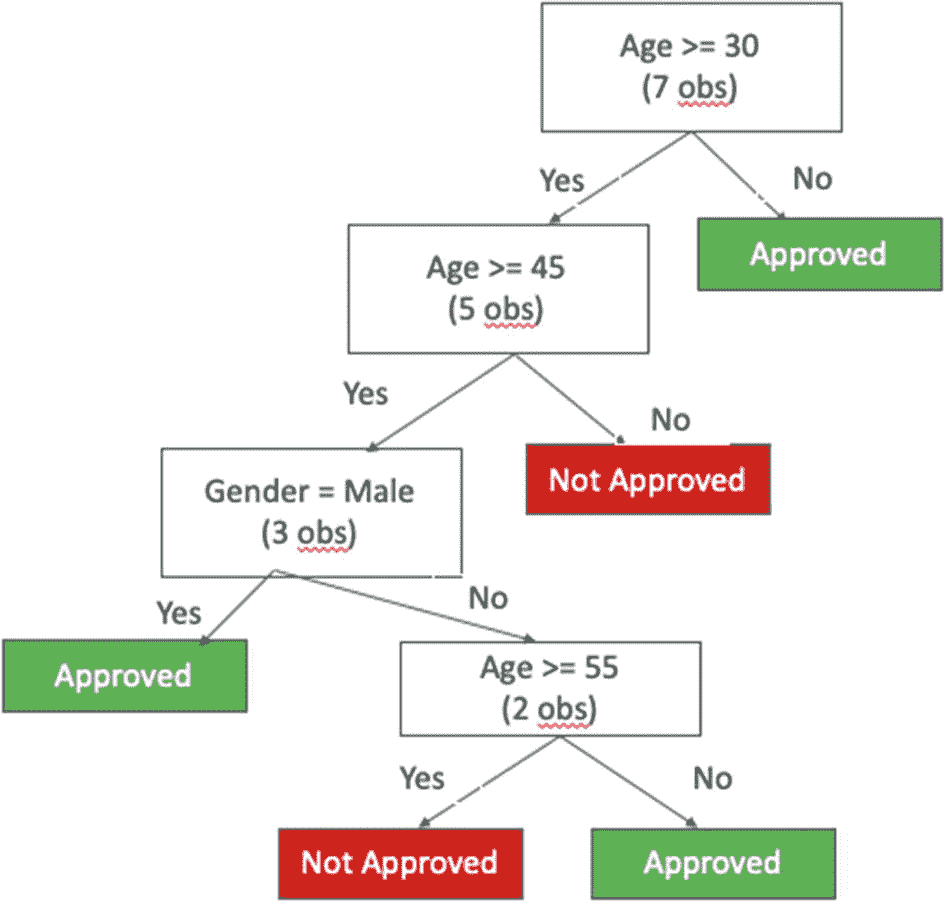 Age >= 30
(7 obs)
Yes
No
Approved
Age >= 45
(5 obs)
Yes
No
Not Approved
Gender = Male
(3 obs)
Yes
No
Approved
Age >= 55
(2 obs)
Yes
No
Not Approved
Approved